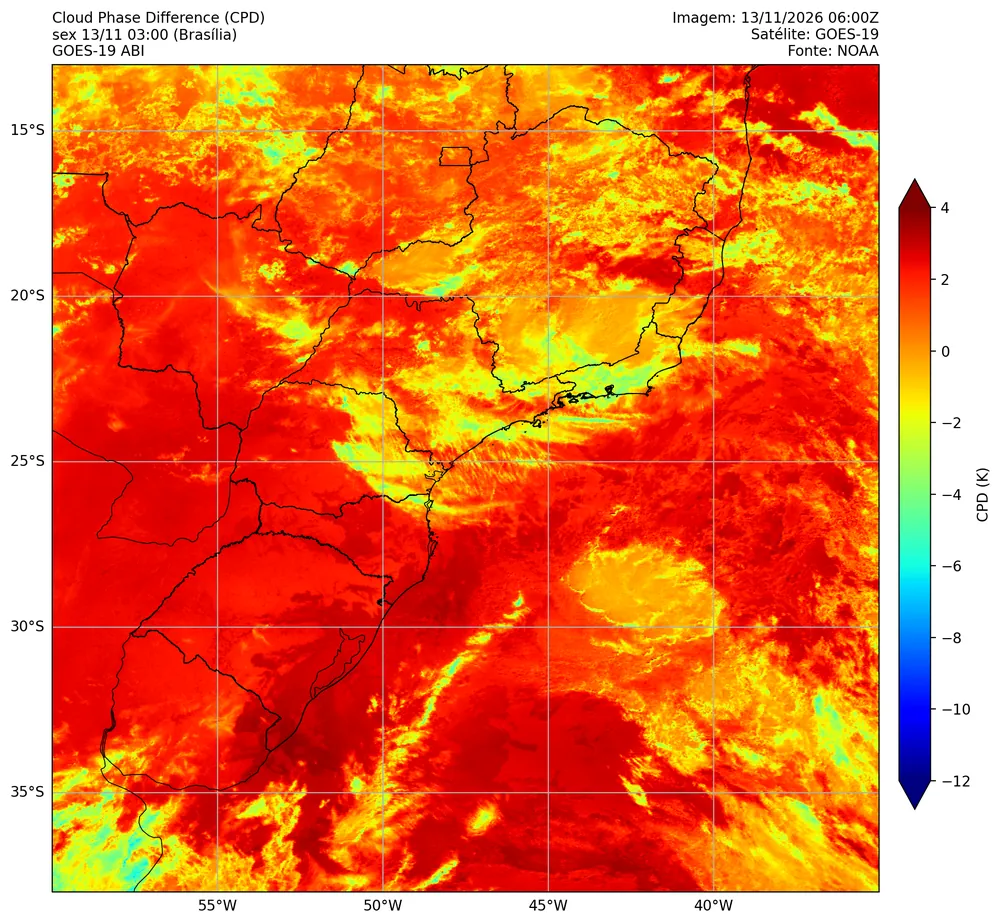 Cloud Phase Difference (CPD)
sex 13/11 03:00 (Brasília)
GOES-19 ABI
Imagem: 13/11/2026 06:00Z
Satélite: GOES-19
Fonte: NOAA
15°S
20°S
25°S
30°S
35°S
55°W
50°W
45°W
40°W
4
2
0
−2
−4
−6
−8
−10
−12
CPD (K)